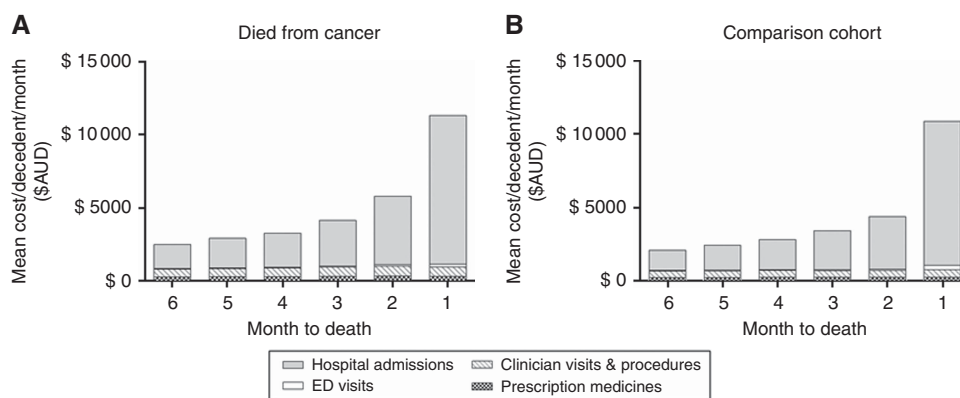 A
Died from cancer
Mean cost/decedent/month
($AUD)
$ 15 000
$ 10 000
$ 5000
$ 0
6 5 4 3 2 1
Month to death
B
Comparison cohort
Mean cost/decedent/month
($AUD)
$ 15 000
$ 10 000
$ 5000
$ 0
6 5 4 3 2 1
Month to death
Hospital admissions
Clinician visits & procedures
ED visits
Prescription medicines